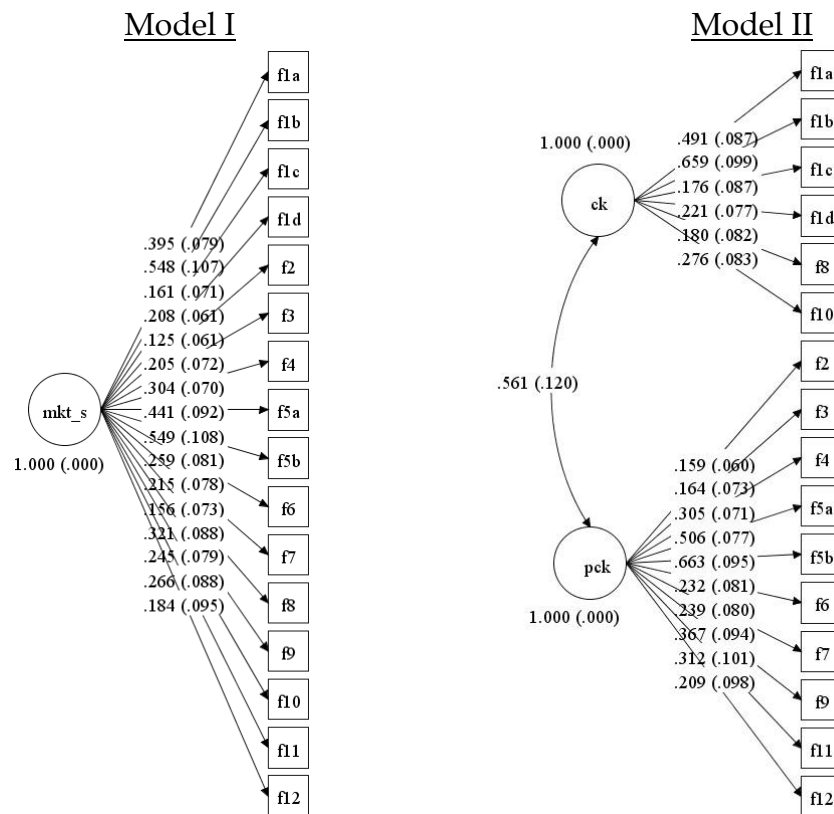 Model I
f1a
f1b
f1c
f1d
f2
f3
f4
f5a
f5b
f6
f7
f8
f9
f10
f11
f12
.395 (.079)
.548 (.107)
.161 (.071)
.208 (.061)
.125 (.061)
.205 (.072)
.304 (.070)
.441 (.092)
.549 (.108)
.259 (.081)
.215 (.078)
.156 (.073)
.321 (.088)
.245 (.079)
.266 (.088)
.184 (.095)
mkt_s
1.000 (.000)
Model II
f1a
f1b
f1c
f1d
f8
f10
f2
f3
f4
f5a
f5b
f6
f7
f9
f11
f12
1.000 (.000)
ck
.491 (.087)
.659 (.099)
.176 (.087)
.221 (.077)
.180 (.082)
.276 (.083)
.561 (.120)
.159 (.060)
.164 (.073)
.305 (.071)
.506 (.077)
.663 (.095)
.232 (.081)
.239 (.080)
.367 (.094)
.312 (.101)
.209 (.098)
pck
1.000 (.000)